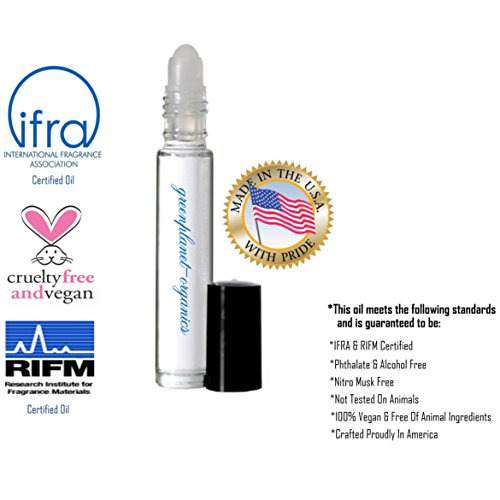 ifra
INTERNATIONAL FRAGRANCE
ASSOCIATION
Certified Oil
crueltyfree
andvegan
RIFM
Research Institute for
Fragrance Materials
Certified Oil
greenplanet-organics
MADE IN THE U.S.A.
WITH PRIDE
*This oil meets the following standards
and is guaranteed to be:
*IFRA & RIFM Certified
*Phthalate & Alcohol Free
*Nitro Musk Free
*Not Tested On Animals
*100% Vegan & Free Of Animal Ingredients
*Crafted Proudly In America